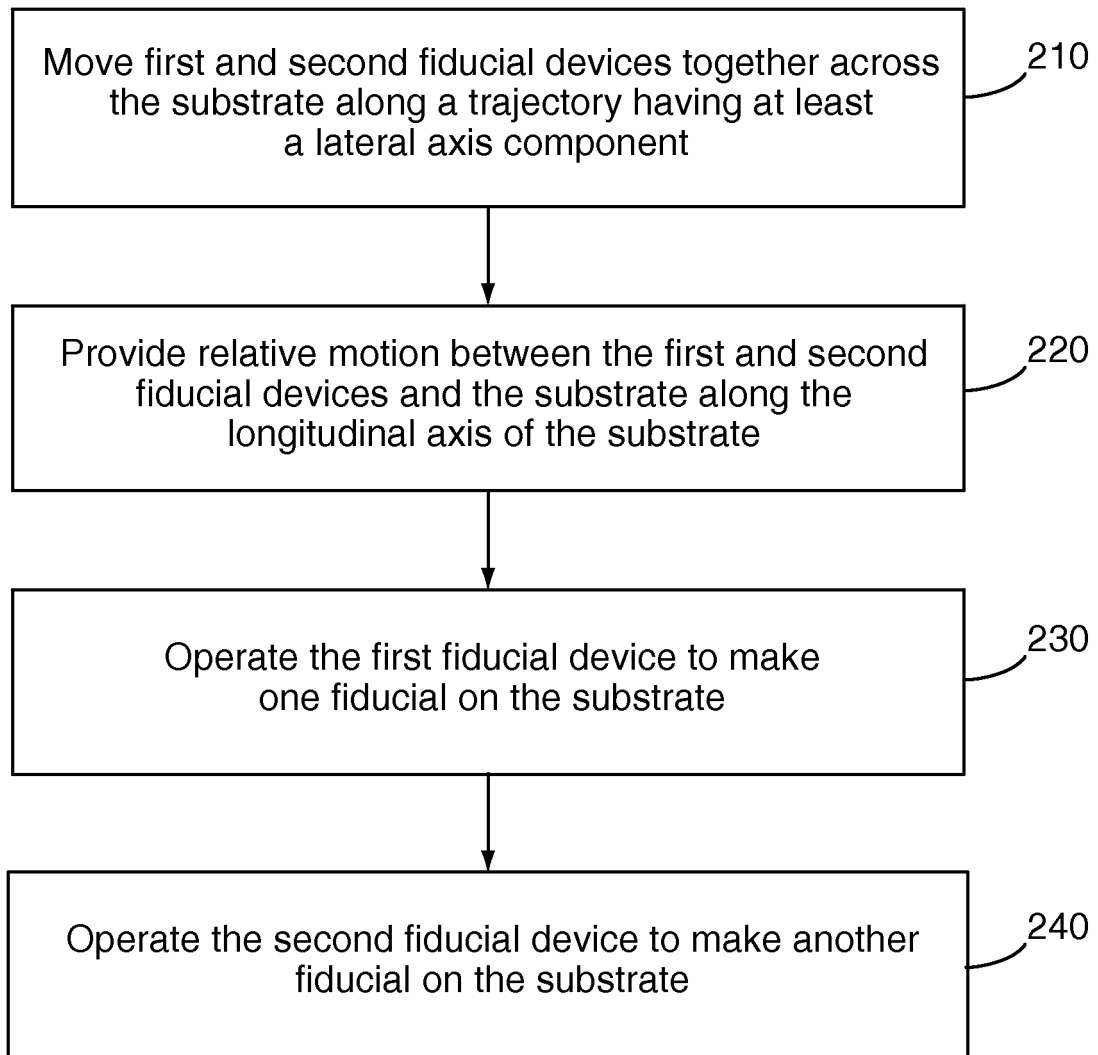 Move first and second fiducial devices together across
the substrate along a trajectory having at least
a lateral axis component
210
Provide relative motion between the first and second
fiducial devices and the substrate along the
longitudinal axis of the substrate
220
Operate the first fiducial device to make
one fiducial on the substrate
230
Operate the second fiducial device to make another
fiducial on the substrate
240